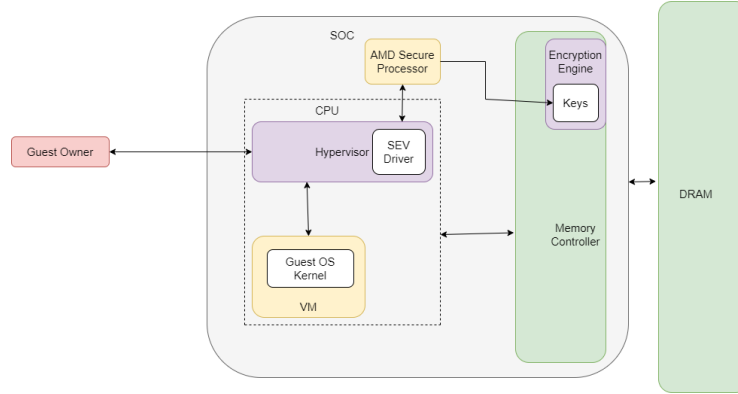 SOC
AMD Secure
Processor
Encryption
Engine
Keys
CPU
Hypervisor
SEV
Driver
Guest Owner
DRAM
Memory
Controller
Guest OS
Kernel
VM